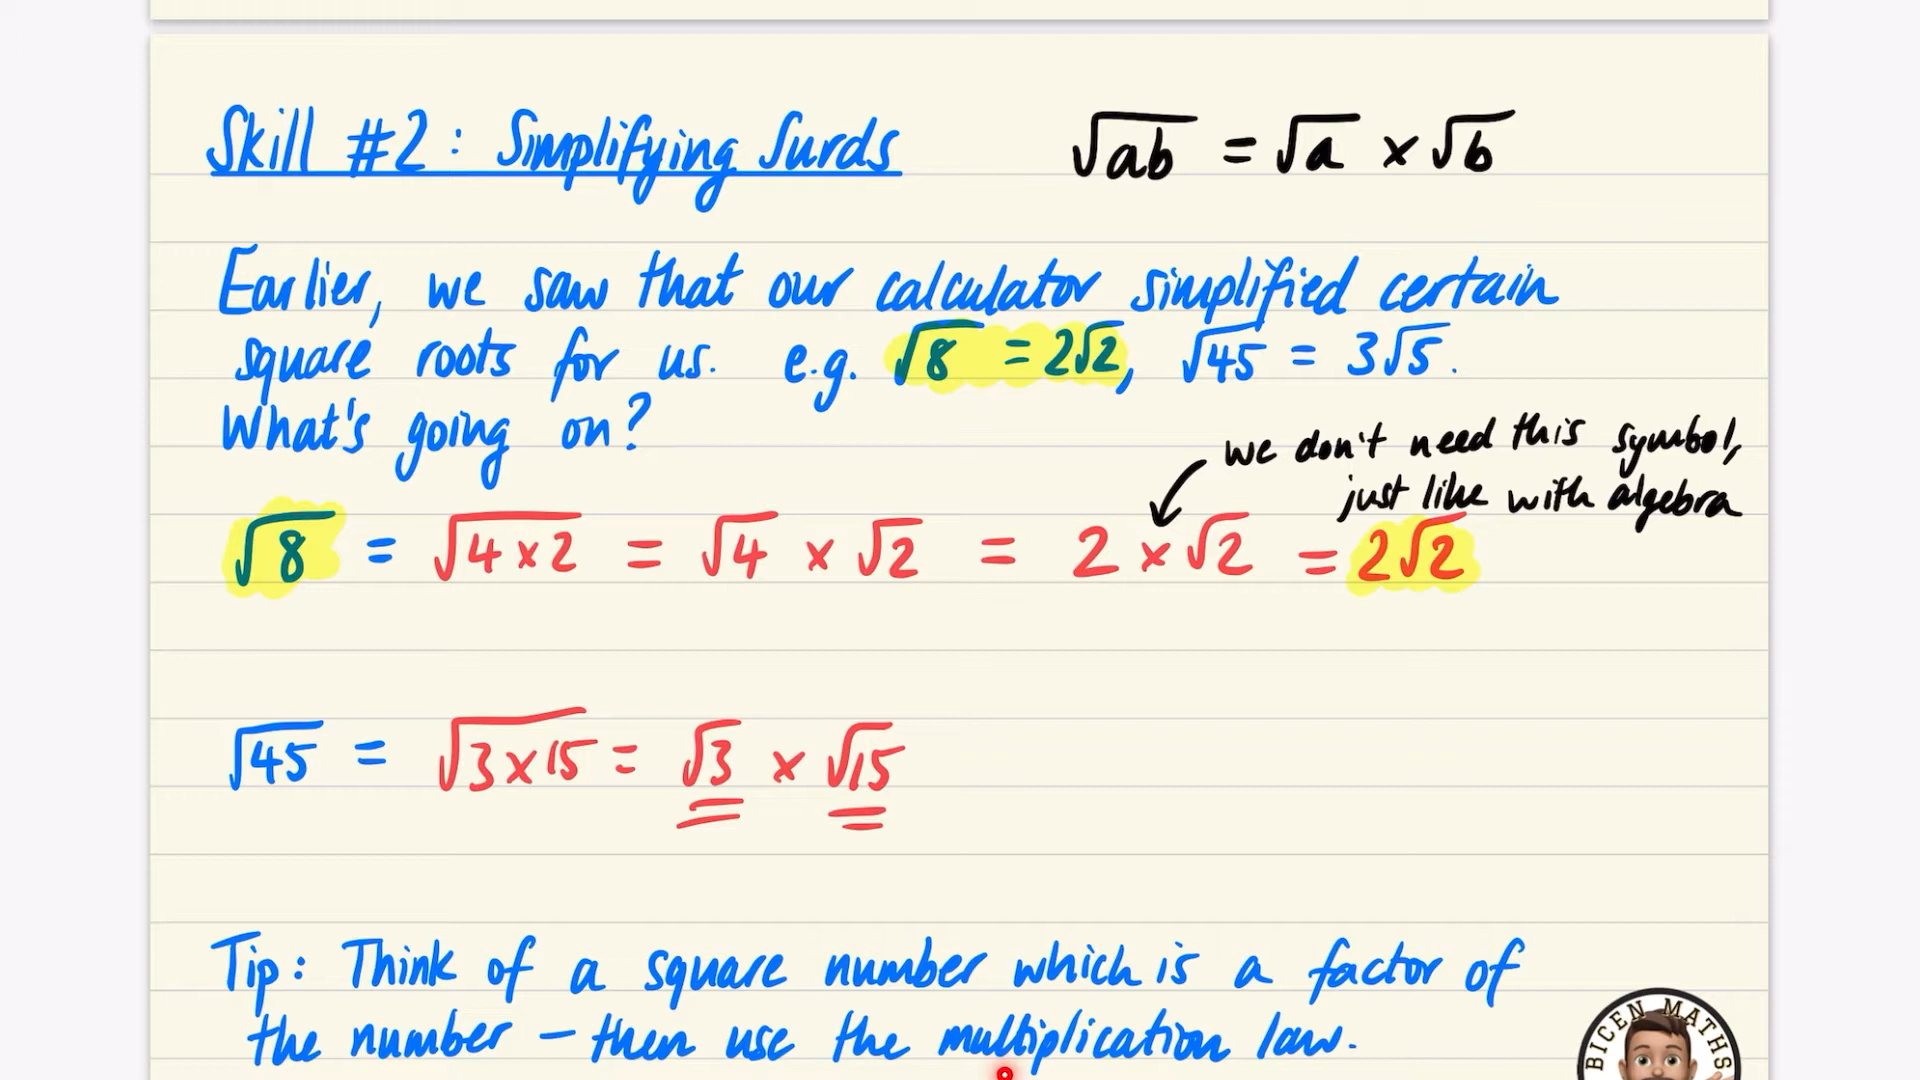 Skill #2: Simplifying Surds √ab = √a × √b
Earlier, we saw that our calculator simplified certain
square roots for us. e.g. √8 = 2√2, √45 = 3√5.
What's going on?
we don't need this symbol,
just like with algebra
√8 = √4×2 = √4 × √2 = 2 × √2 = 2√2
√45 = √3×15 = √3 × √15
Tip: Think of a square number which is a factor of
the number – then use the multiplication law.
BICEN MATHS